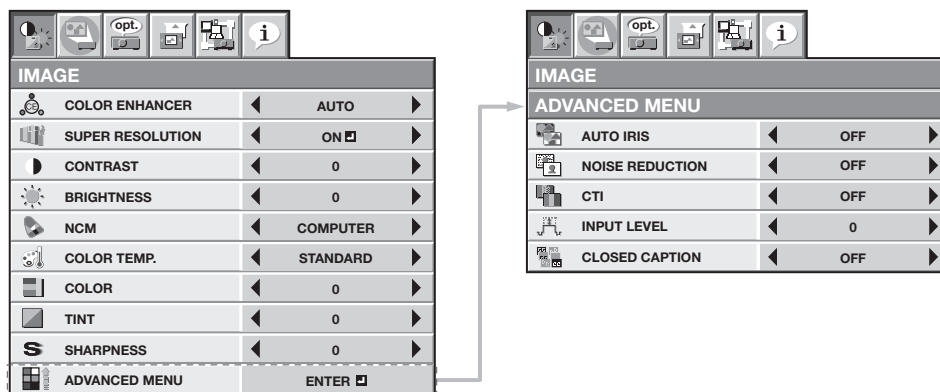 opt.
i
IMAGE
COLOR ENHANCER AUTO
SUPER RESOLUTION ON
CONTRAST 0
BRIGHTNESS 0
NCM COMPUTER
COLOR TEMP. STANDARD
COLOR 0
TINT 0
SHARPNESS 0
ADVANCED MENU ENTER
opt.
i
IMAGE
ADVANCED MENU
AUTO IRIS OFF
NOISE REDUCTION OFF
CTI OFF
INPUT LEVEL 0
CLOSED CAPTION OFF